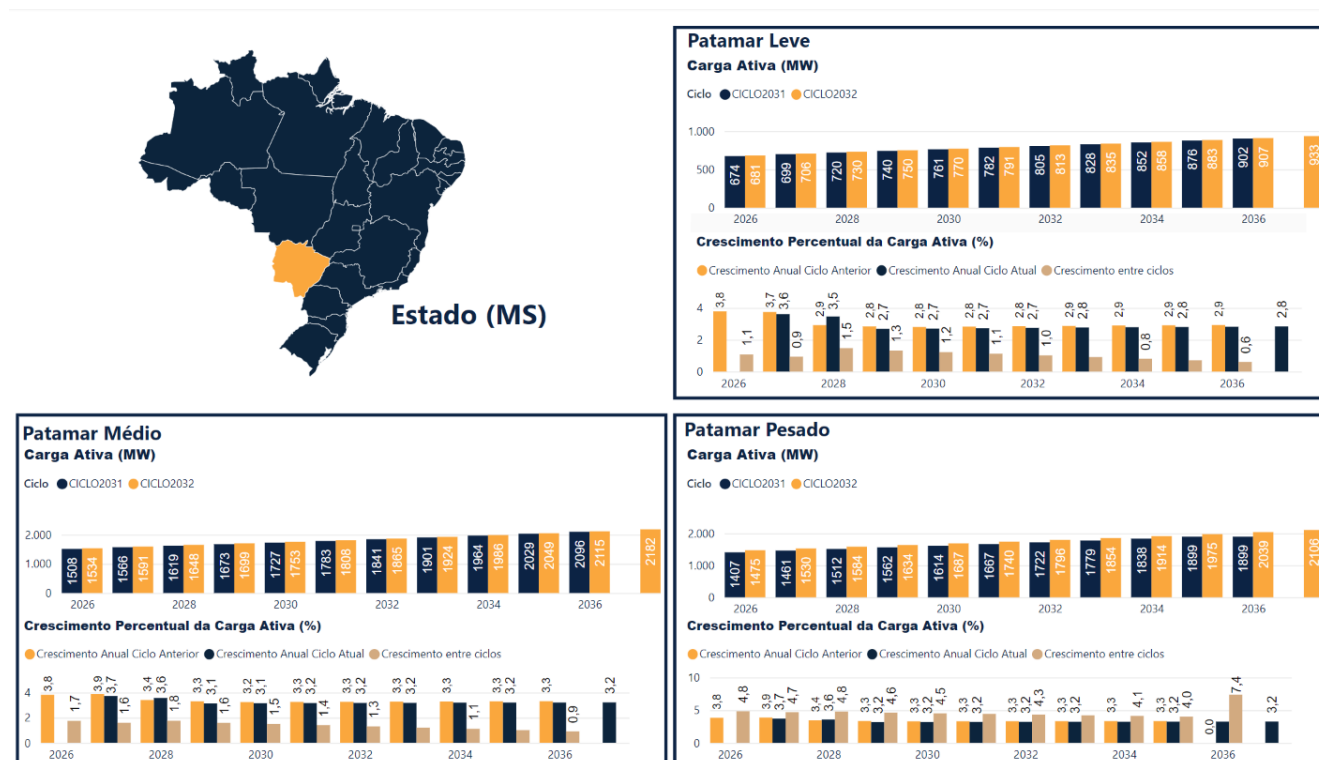 Estado (MS)
Patamar Leve
Carga Ativa (MW)
Ciclo CICLO2031 CICLO2032
1.000
500
0
674 681 699 706 720 730 740 750 761 770 782 791 805 813 828 835 852 858 876 883 902 907 933
2026 2028 2030 2032 2034 2036
Crescimento Percentual da Carga Ativa (%)
Crescimento Anual Ciclo Anterior Crescimento Anual Ciclo Atual Crescimento entre ciclos
4
2
0
3,8 1,1 3,7 3,6 0,9 2,9 3,5 1,5 2,8 2,7 1,3 2,8 2,7 1,2 2,8 2,7 1,1 2,8 2,7 1,0 2,9 2,8 2,9 0,8 2,9 2,8 2,9 0,6 2,8
2026 2028 2030 2032 2034 2036
Patamar Médio
Carga Ativa (MW)
Ciclo CICLO2031 CICLO2032
2.000
1.000
0
1508 1534 1566 1591 1619 1648 1673 1699 1727 1753 1783 1808 1841 1865 1901 1924 1964 1986 2029 2049 2096 2115 2182
2026 2028 2030 2032 2034 2036
Crescimento Percentual da Carga Ativa (%)
Crescimento Anual Ciclo Anterior Crescimento Anual Ciclo Atual Crescimento entre ciclos
4
2
0
3,8 1,7 3,9 3,7 1,6 3,4 3,6 1,8 3,3 3,1 1,6 3,2 3,1 1,5 3,3 3,2 1,4 3,3 3,2 1,3 3,3 3,2 3,3 1,1 3,3 3,2 3,3 0,9 3,2
2026 2028 2030 2032 2034 2036
Patamar Pesado
Carga Ativa (MW)
Ciclo CICLO2031 CICLO2032
2.000
1.000
0
1407 1475 1461 1530 1512 1584 1562 1634 1614 1687 1667 1740 1722 1796 1779 1854 1838 1914 1899 1975 1899 2039 2106
2026 2028 2030 2032 2034 2036
Crescimento Percentual da Carga Ativa (%)
Crescimento Anual Ciclo Anterior Crescimento Anual Ciclo Atual Crescimento entre ciclos
10
5
0
3,8 4,8 3,9 3,7 4,7 3,4 3,6 4,8 3,3 3,2 4,6 3,3 3,2 4,5 3,3 3,2 3,3 3,2 4,3 3,3 3,2 3,3 4,1 3,3 3,2 4,0 0,0 7,4 3,2
2026 2028 2030 2032 2034 2036